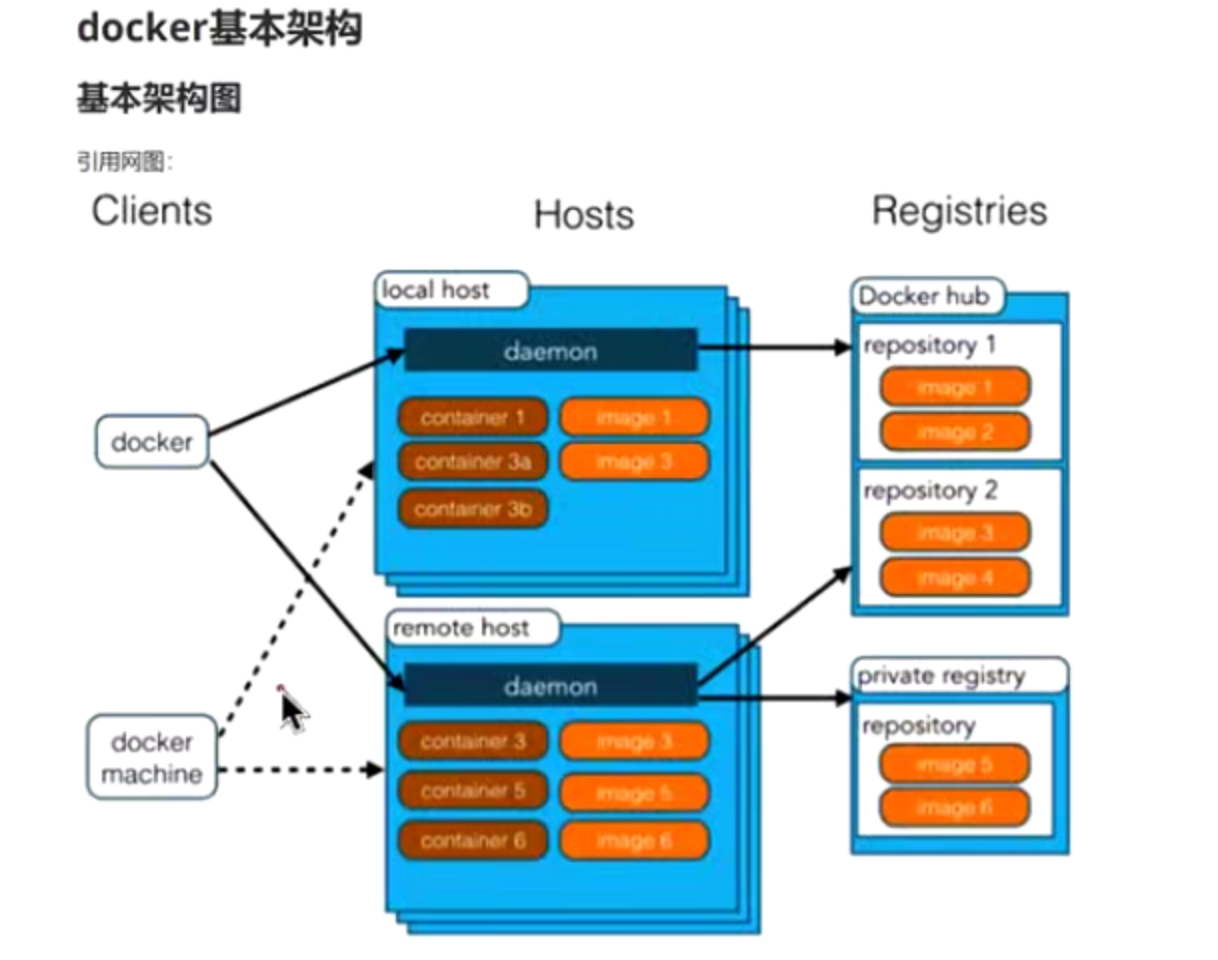 docker基本架构
基本架构图
引用网图：
Clients
Hosts
Registries
local host
daemon
container 1
image 1
container 3a
image 3
container 3b
docker
docker
machine
remote host
daemon
container 3
image 3
container 5
image 5
container 6
image 6
Docker hub
repository 1
image 1
image 2
repository 2
image 3
image 4
private registry
repository
image 5
image 6